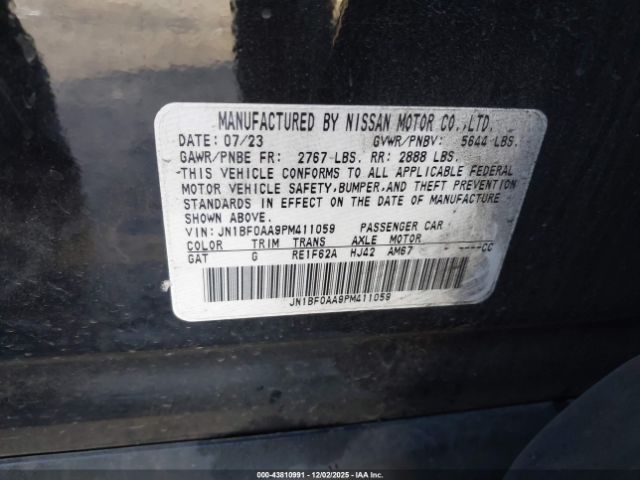 MANUFACTURED BY NISSAN MOTOR CO.,LTD.
DATE: 07/23 GVWR/PNBV: 5644 LBS.
GAWR/PNBE FR: 2767 LBS. RR: 2888 LBS.
THIS VEHICLE CONFORMS TO ALL APPLICABLE FEDERAL
MOTOR VEHICLE SAFETY,BUMPER,AND THEFT PREVENTION
STANDARDS IN EFFECT ON THE DATE OF MANUFACTURE
SHOWN ABOVE.
VIN: JN1BF0AA9PM411059 PASSENGER CAR
COLOR TRIM TRANS AXLE MOTOR
GAT G RE1F62A HJ42 AM67 ----CC
JN1BF0AA9PM411059
000-43810991 - 12/02/2025 - IAA Inc.